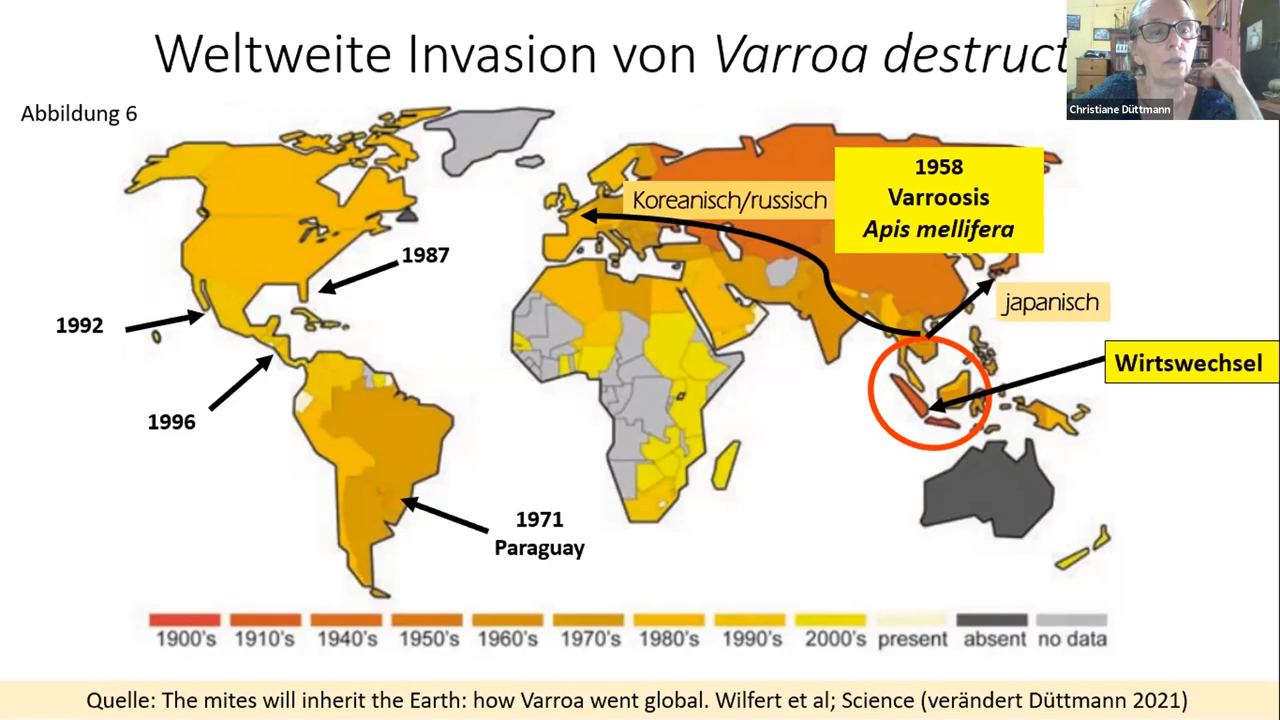 Weltweite Invasion von Varroa destruct
Christiane Düttmann
Abbildung 6
1958
Varroosis
Apis mellifera
Koreanisch/russisch
1987
japanisch
1992
Wirtswechsel
1996
1971
Paraguay
1900's 1910's 1940's 1950's 1960's 1970's 1980's 1990's 2000's present absent no data
Quelle: The mites will inherit the Earth: how Varroa went global. Wilfert et al; Science (verändert Düttmann 2021)